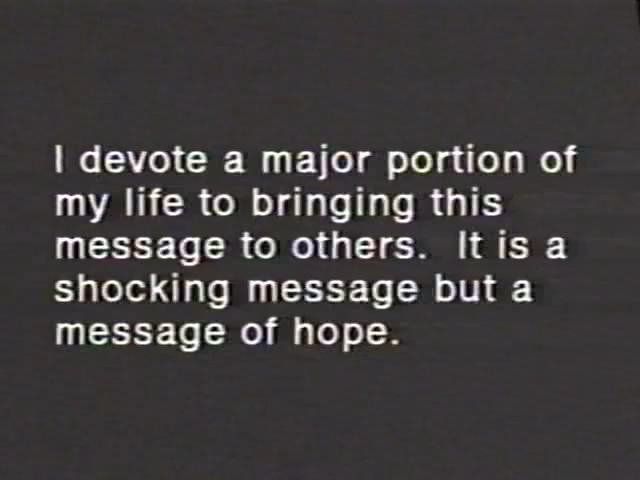 I devote a major portion of
my life to bringing this
message to others.  It is a
shocking message but a
message of hope.